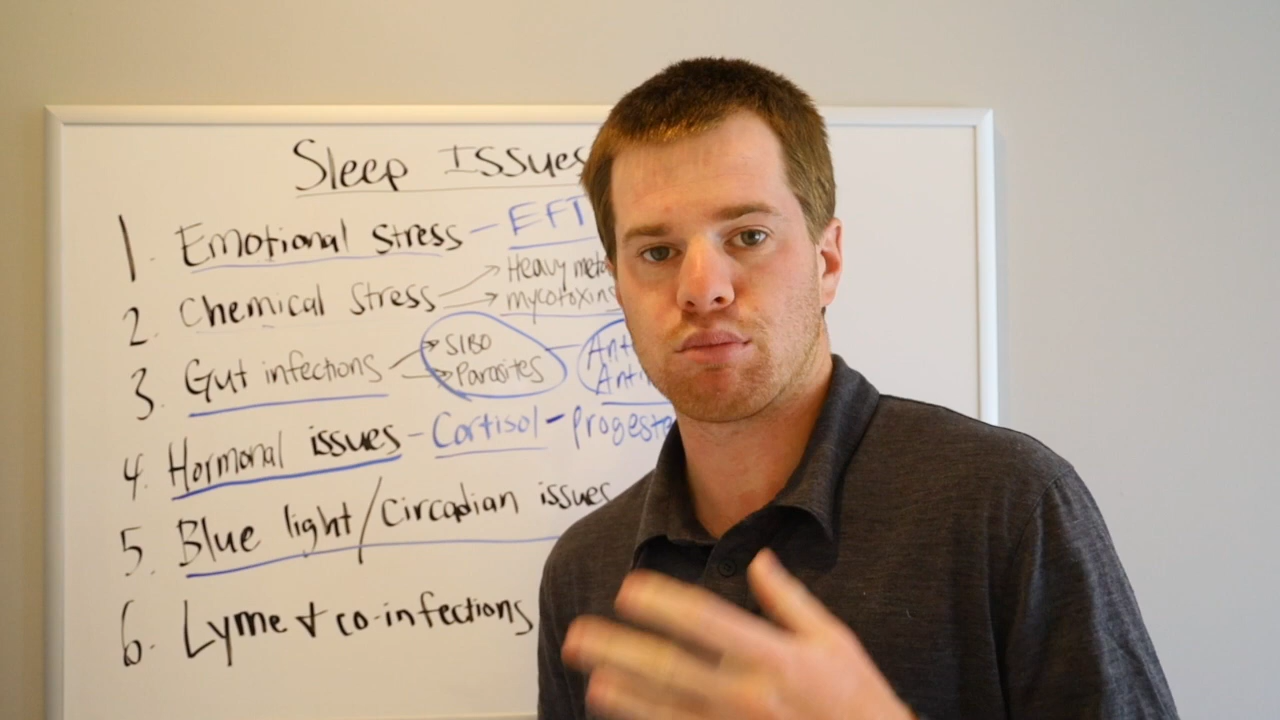 Sleep Issues
1. Emotional stress - EFT
2. Chemical stress → Heavy
→ mycotoxins
3. Gut infections → SIBO
→ Parasites
4. Hormonal issues - Cortisol -
5. Blue light/Circadian issues
6. Lyme + co-infections